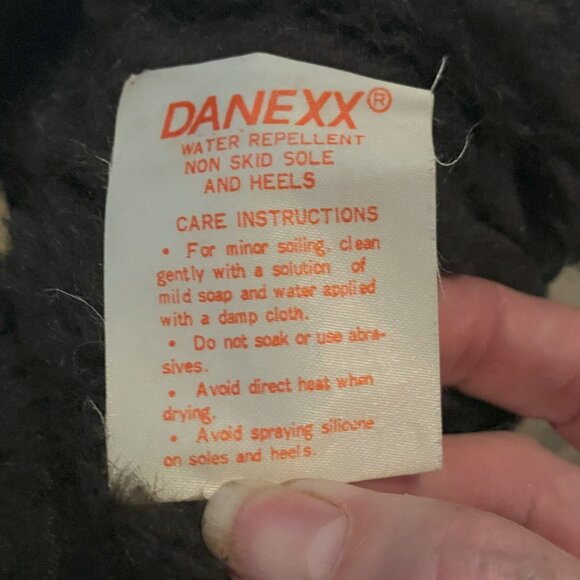 DANEXX®
WATER REPELLENT
NON SKID SOLE
AND HEELS
CARE INSTRUCTIONS
• For minor soiling, clean
gently with a solution of
mild soap and water applied
with a damp cloth.
• Do not soak or use abra-
sives.
• Avoid direct heat when
drying.
• Avoid spraying silicone
on soles and heels.